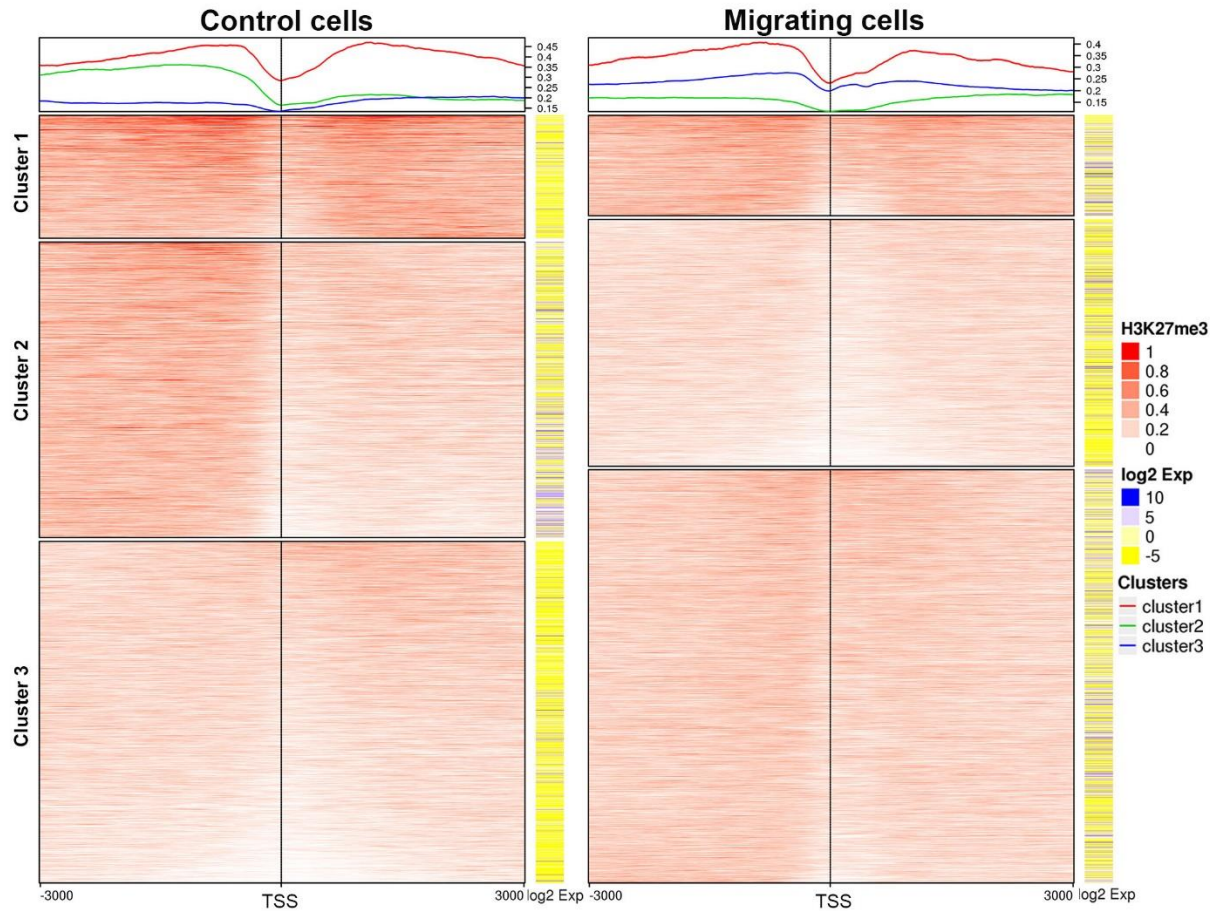 Control cells
Migrating cells
0.45
0.4
0.35
0.3
0.25
0.2
0.15
0.4
0.35
0.3
0.25
0.2
0.15
Cluster 1
Cluster 2
Cluster 3
H3K27me3
1
0.8
0.6
0.4
0.2
0
log2 Exp
10
5
0
-5
Clusters
cluster1
cluster2
cluster3
-3000
TSS
3000
log2 Exp
-3000
TSS
3000
log2 Exp